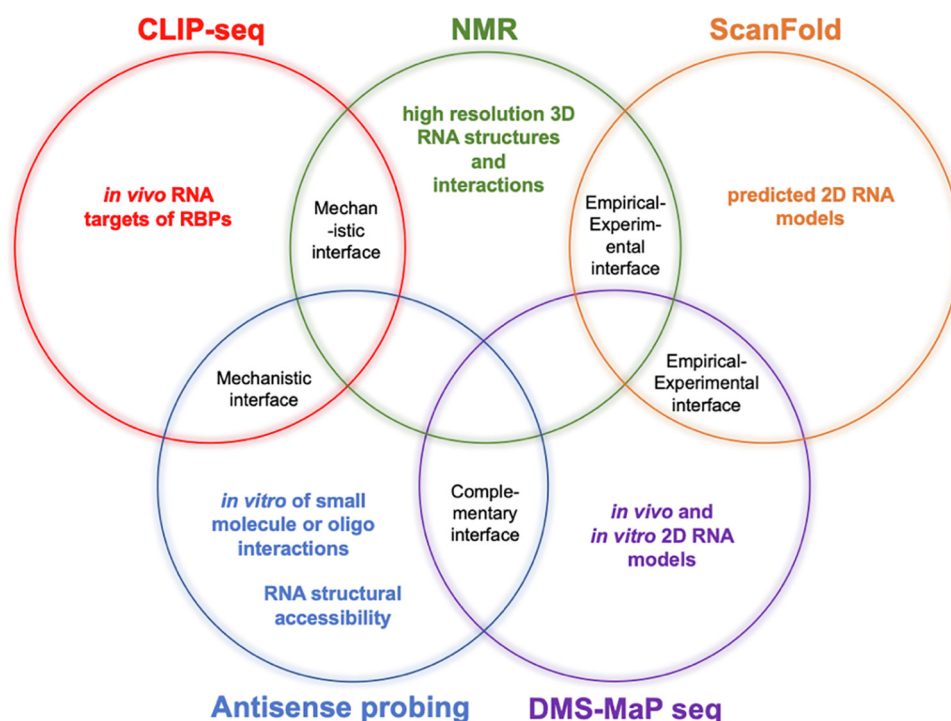 CLIP-seq
NMR
ScanFold
in vivo RNA
targets of RBPs
Mechan
-istic
interface
high resolution 3D
RNA structures
and
interactions
Empirical-
Experim-
ental
interface
predicted 2D RNA
models
Mechanistic
interface
Empirical-
Experimental
interface
in vitro of small
molecule or oligo
interactions
RNA structural
accessibility
Comple-
mentary
interface
in vivo and
in vitro 2D RNA
models
Antisense probing
DMS-MaP seq